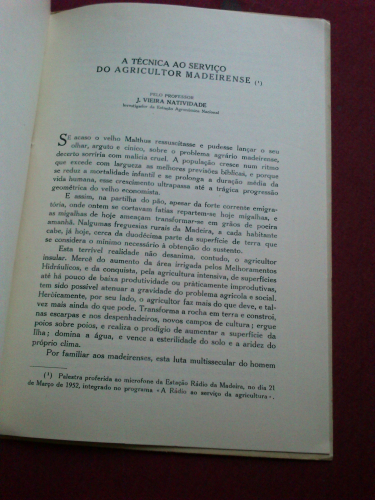 A TÉCNICA AO SERVIÇO
DO AGRICULTOR MADEIRENSE (¹)
PELO PROFESSOR
J. VIEIRA NATIVIDADE
Investigador da Estação Agronómica Nacional
SE acaso o velho Malthus ressuscitasse e pudesse lançar o seu
olhar, arguto e cínico, sobre o problema agrário madeirense,
decerto sorriria com malícia cruel. A população cresce num ritmo
que excede com largueza as melhores previsões bíblicas, e porque
se reduz a mortalidade infantil e se prolonga a duração média da
vida humana, esse crescimento ultrapassa até a trágica progressão
geométrica do velho economista.
E assim, na partilha do pão, apesar da forte corrente emigra-
tória, onde ontem se cortavam fatias repartem-se hoje migalhas, e
as migalhas de hoje ameaçam transformar-se em grãos de poeira
amanhã. Nalgumas freguesias rurais da Madeira, a cada habitante
cabe, já hoje, cerca da duodécima parte da superfície de terra que
se considera o mínimo necessário à obtenção do sustento.
Esta terrível realidade não desanima, contudo, o agricultor
insular. Mercê do aumento da área irrigada pelos Melhoramentos
Hidráulicos, e da conquista, pela agricultura intensiva, de superfícies
até há pouco de baixa produtividade ou pràticamente improdutivas,
tem sido possível atenuar a gravidade do problema agrícola e social.
Heròicamente, por seu lado, o agricultor faz mais do que deve, e tal-
vez mais ainda do que pode. Transforma a rocha em terra e constroi,
nas escarpas e nos despenhadeiros, novos campos de cultura; ergue
poios sobre poios, e realiza o prodígio de aumentar a superfície da
Ilha; domina a água, e vence a esterilidade do solo e a aridez do
próprio clima.
Por familiar aos madeirenses, esta luta multissecular do homem
(¹) Palestra proferida ao microfone da Estação Rádio da Madeira, no dia 21
de Março de 1952, integrada no programa «A Rádio ao serviço da agricultura».